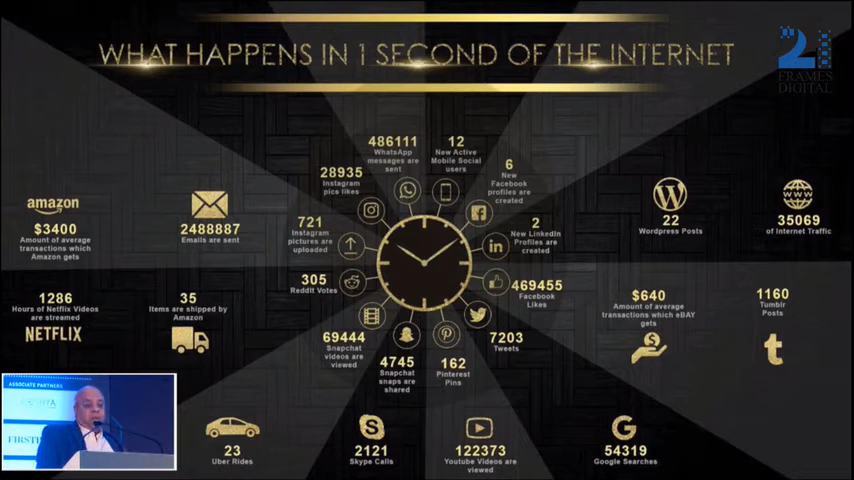 WHAT HAPPENS IN 1 SECOND OF THE INTERNET
21
FRAMES
DIGITAL
486111
WhatsApp
messages are
sent
12
New Active
Mobile Social
users
28935
Instagram
pics likes
6
New
Facebook
profiles are
created
amazon
$3400
Amount of average
transactions which
Amazon gets
2488887
Emails are sent
721
Instagram
pictures are
uploaded
2
New LinkedIn
Profiles are
created
in
22
Wordpress Posts
www
35069
of Internet Traffic
305
ReddIt Votes
469455
Facebook
Likes
1286
Hours of Netflix Videos
are streamed
NETFLIX
35
Items are shipped by
Amazon
$640
Amount of average
transactions which eBAY
gets
1160
Tumblr
Posts
t
69444
Snapchat
videos are
viewed
4745
Snapchat
snaps are
shared
162
Pinterest
Pins
7203
Tweets
ASSOCIATE PARTNERS
23
Uber Rides
2121
Skype Calls
122373
Youtube Videos are
viewed
54319
Google Searches